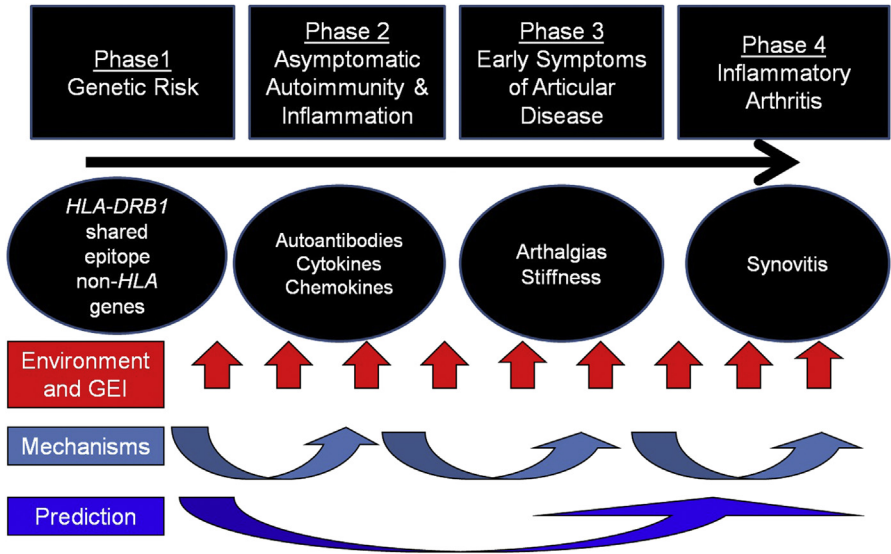 Phase1
Genetic Risk
Phase 2
Asymptomatic
Autoimmunity &
Inflammation
Phase 3
Early Symptoms
of Articular
Disease
Phase 4
Inflammatory
Arthritis
HLA-DRB1
shared
epitope
non-HLA
genes
Autoantibodies
Cytokines
Chemokines
Arthalgias
Stiffness
Synovitis
Environment
and GEI
Mechanisms
Prediction